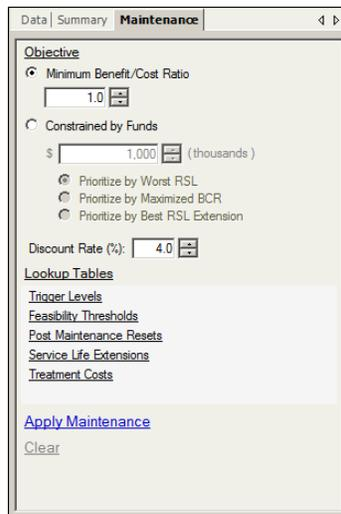 Data Summary Maintenance
Objective
Minimum Benefit/Cost Ratio
1.0
Constrained by Funds
$ 1,000 (thousands)
Prioritize by Worst RSL
Prioritize by Maximized BCR
Prioritize by Best RSL Extension
Discount Rate (%): 4.0
Lookup Tables
Trigger Levels
Feasibility Thresholds
Post Maintenance Resets
Service Life Extensions
Treatment Costs
Apply Maintenance
Clear